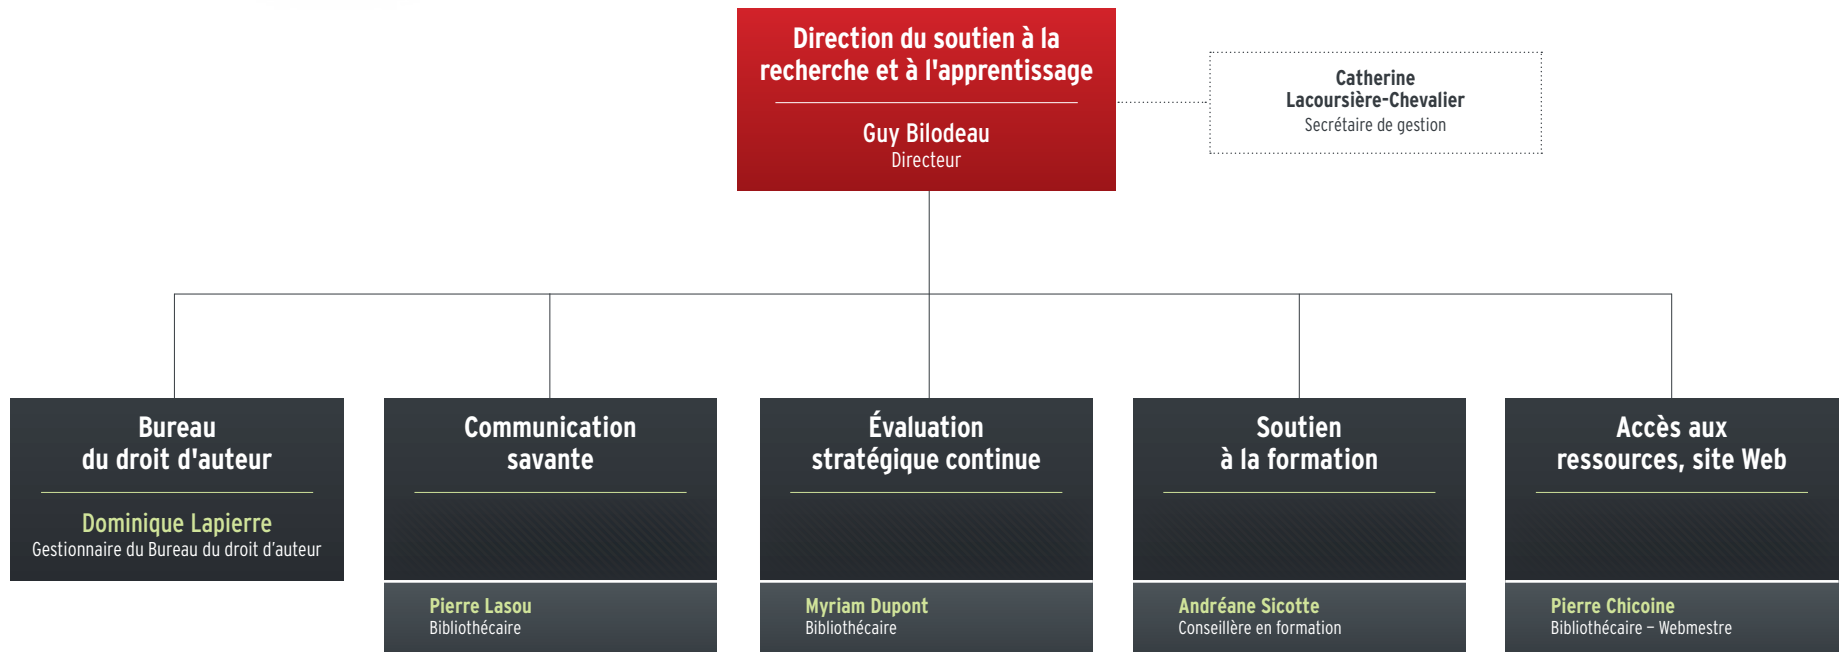 Direction du soutien à la
recherche et à l'apprentissage
Guy Bilodeau
Directeur
Catherine
Lacoursière-Chevalier
Secrétaire de gestion
Bureau
du droit d'auteur
Dominique Lapierre
Gestionnaire du Bureau du droit d’auteur
Communication
savante
Pierre Lasou
Bibliothécaire
Évaluation
stratégique continue
Myriam Dupont
Bibliothécaire
Soutien
à la formation
Andréane Sicotte
Conseillère en formation
Accès aux
ressources, site Web
Pierre Chicoine
Bibliothécaire – Webmestre